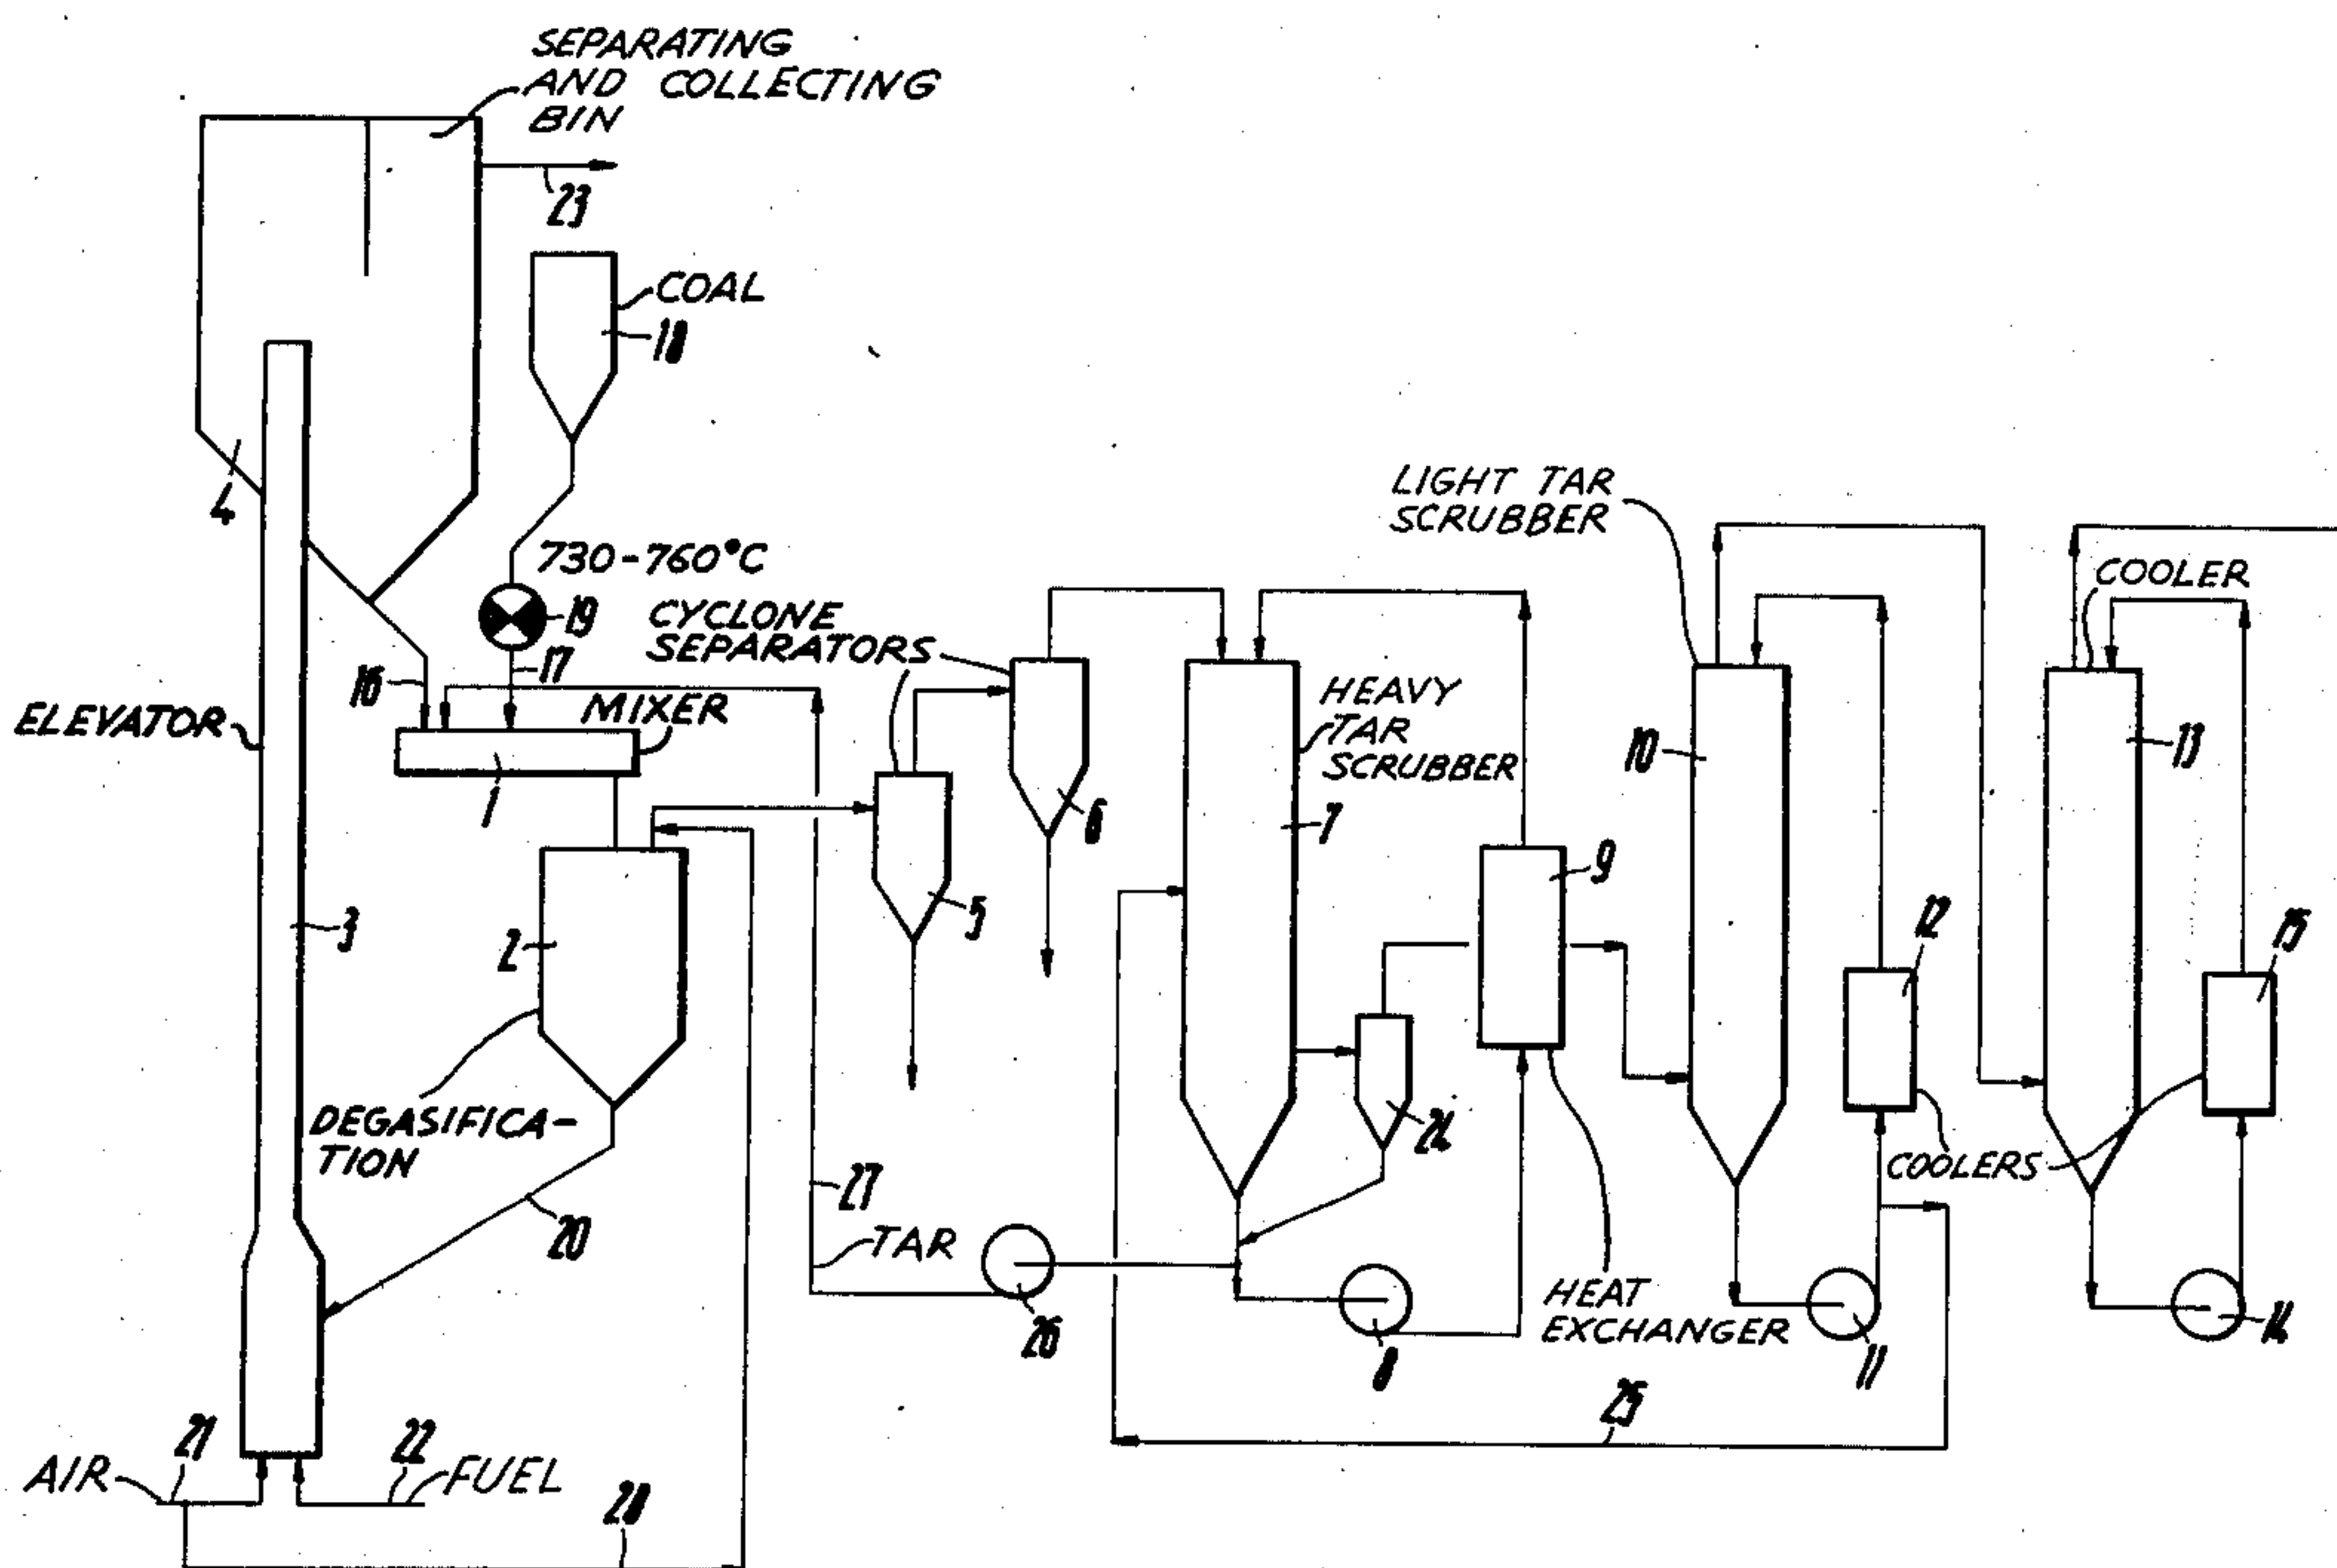 SEPARATING
AND COLLECTING
BIN
23
COAL
18
4
730-760°C
19
CYCLONE
SEPARATORS
17
16
MIXER
ELEVATOR
1
LIGHT TAR
SCRUBBER
COOLER
HEAVY
TAR
SCRUBBER
10
13
6
7
9
5
3
2
12
15
24
DEGASIFICA-
TION
COOLERS
27
20
TAR
26
8
HEAT
EXCHANGER
11
14
25
21
22
AIR
FUEL
28